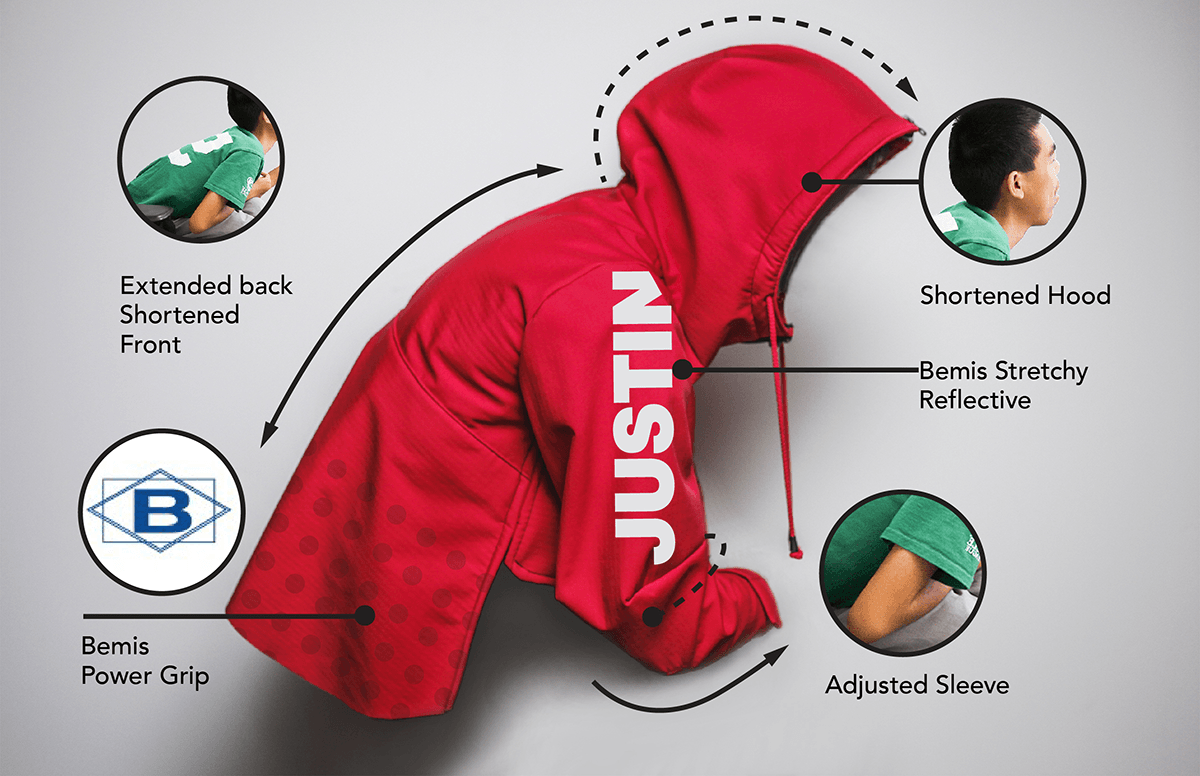 Extended back
Shortened
Front
Shortened Hood
JUSTIN
Bemis Stretchy
Reflective
B
Bemis
Power Grip
Adjusted Sleeve